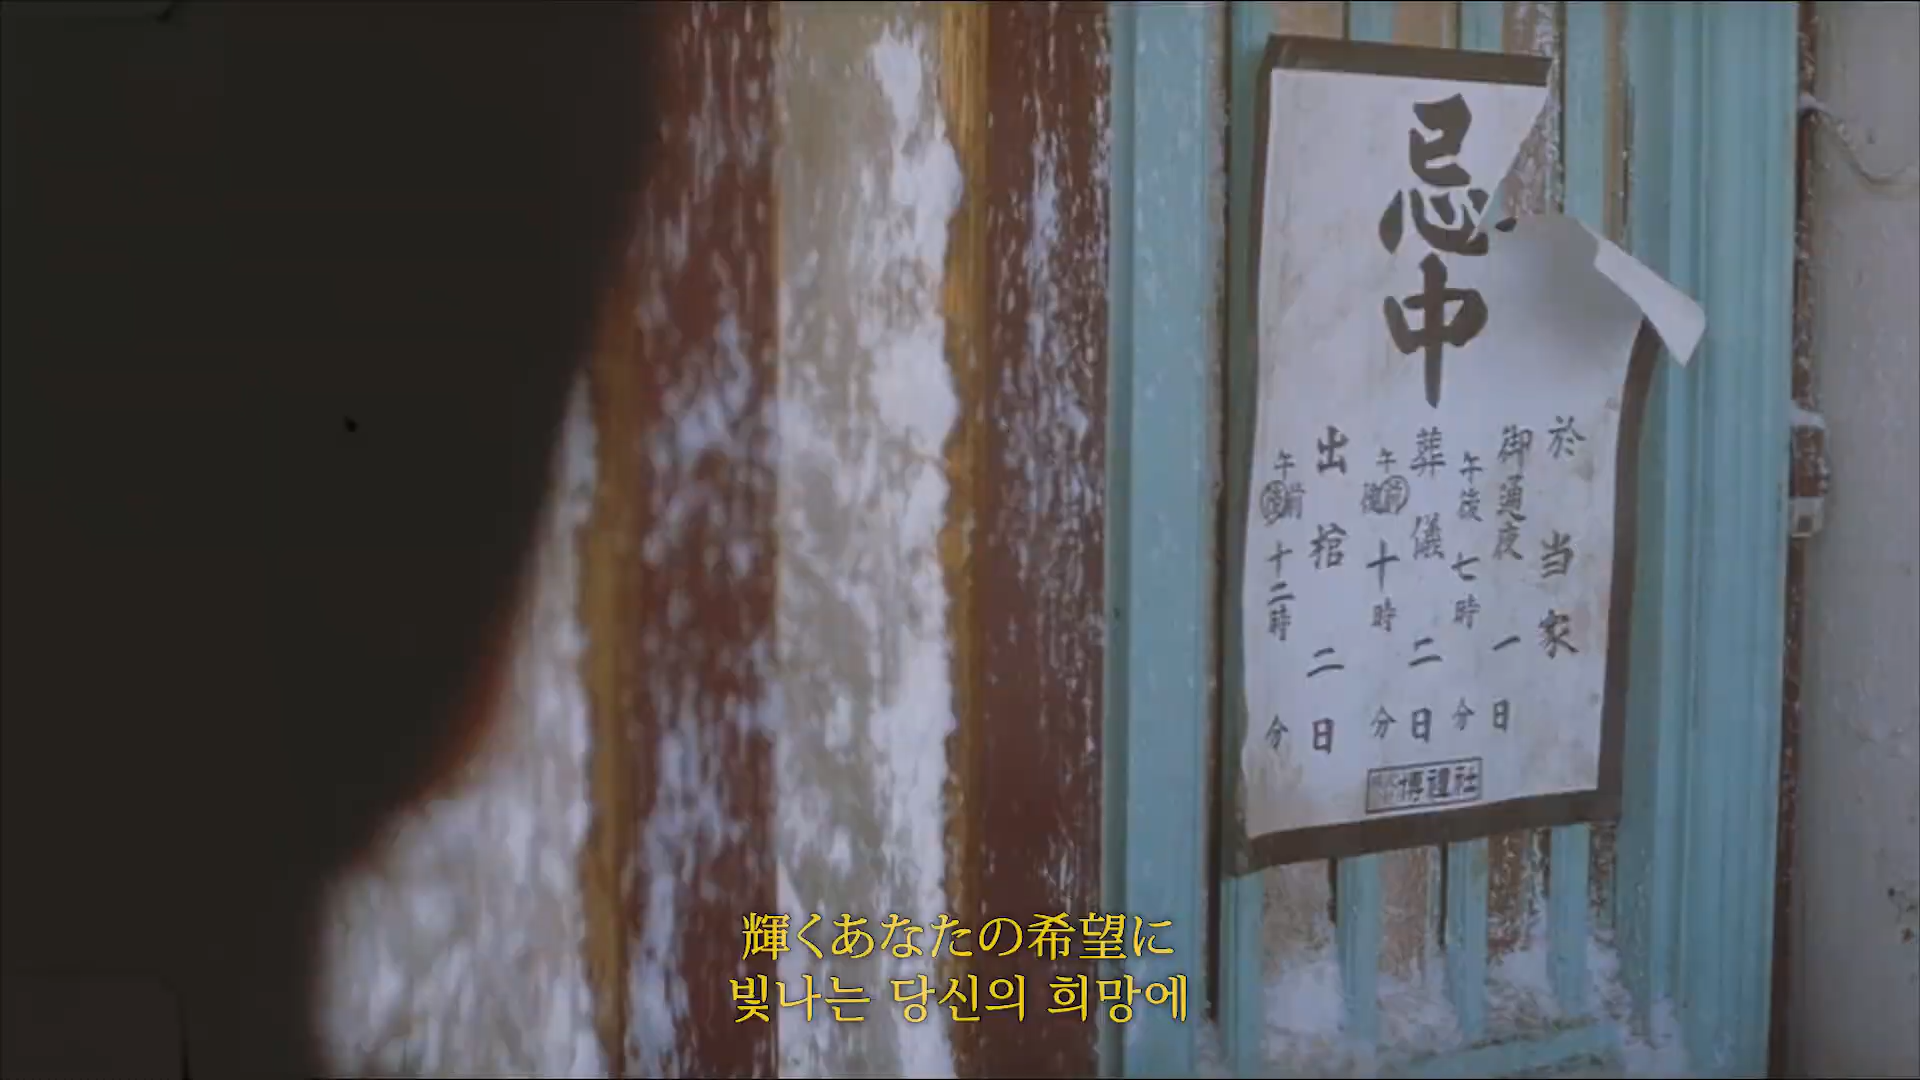 忌中
於当家
御通夜 一日
午後七時 分
葬儀 二日
午前後 十時 分
出棺 二日
午前後 十二時 分
博禮社
輝くあなたの希望に
빛나는 당신의 희망에